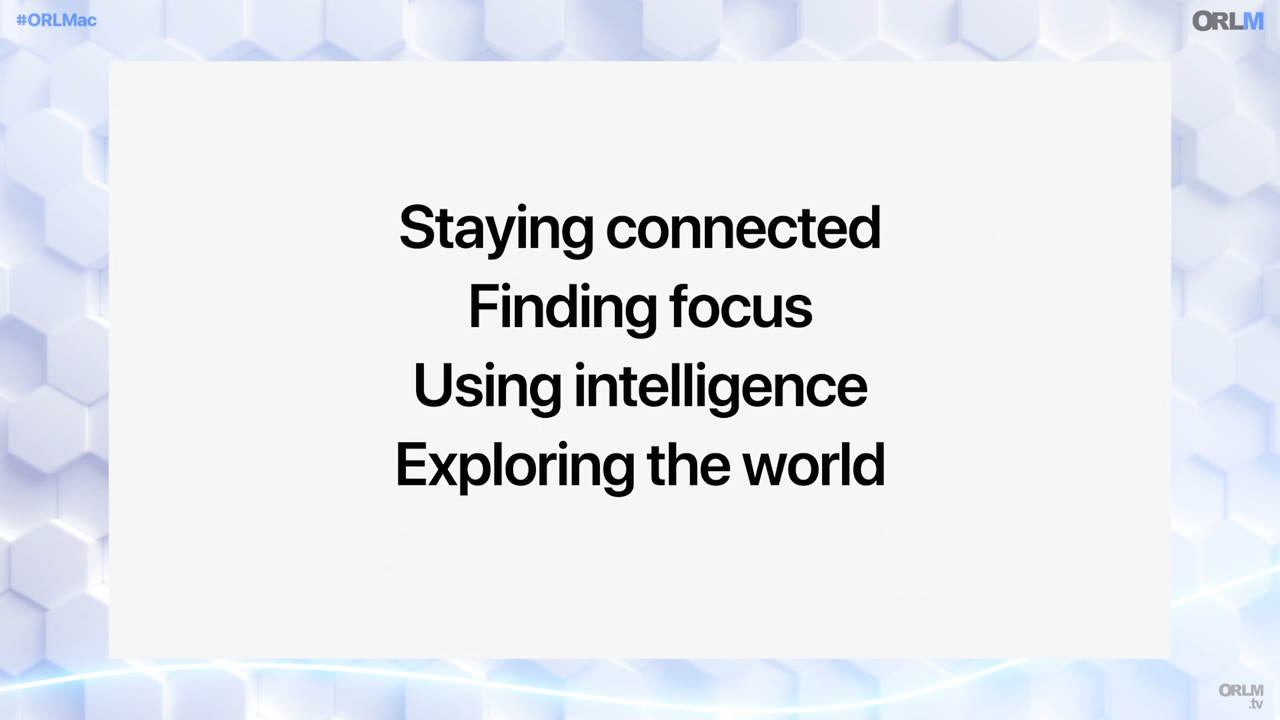 #ORLMac
ORLM
Staying connected
Finding focus
Using intelligence
Exploring the world
ORLM
.tv